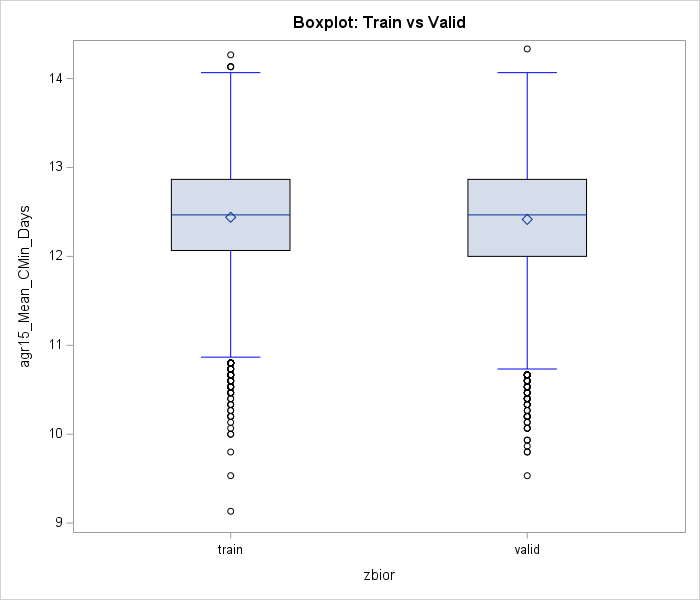 Boxplot: Train vs Valid
agr15_Mean_CMin_Days
14
13
12
11
10
9
train
valid
zbior